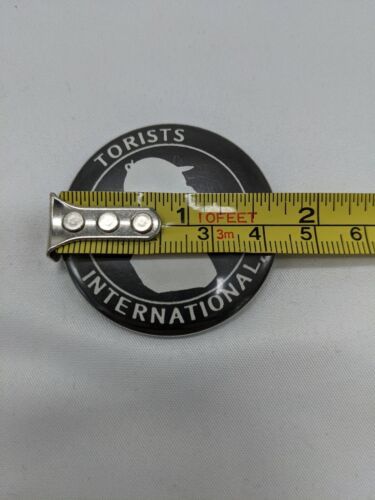 TORISTS
1 10FEET 2
3 3m 4 5 6
INTERNATIONAL